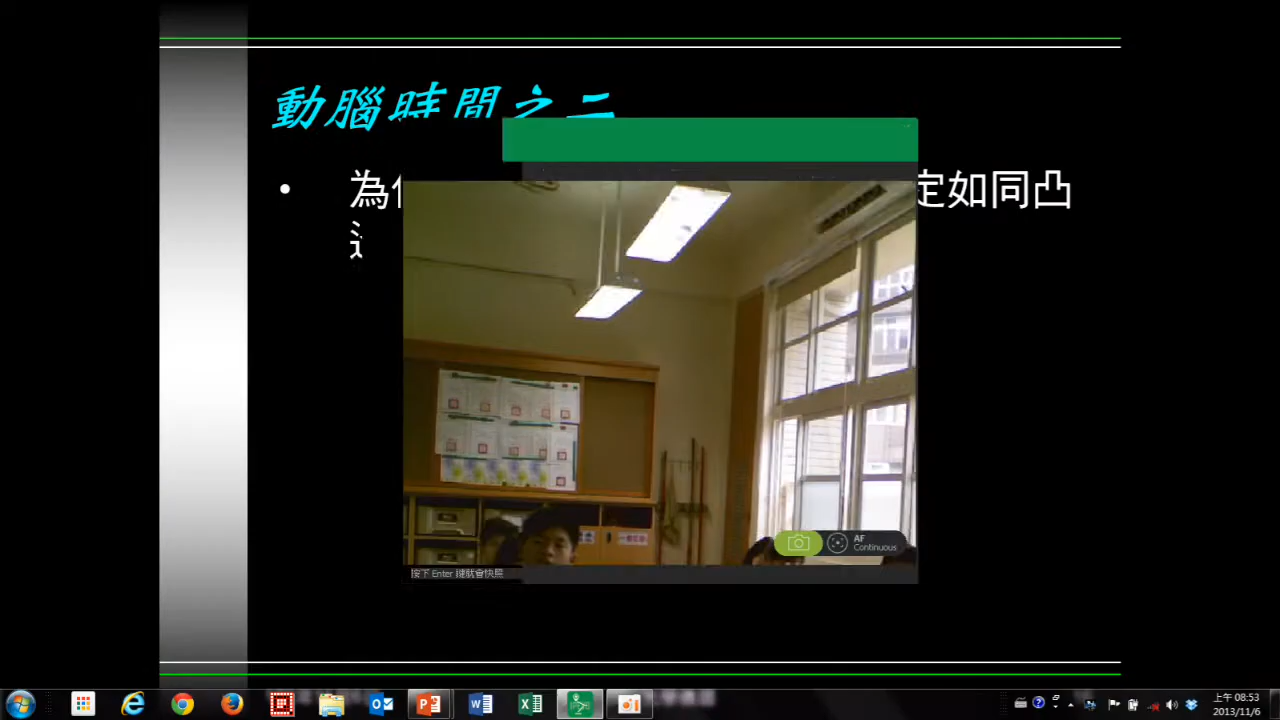 動腦時間之二
• 為
定如同凸
AF
Continuous
按下 Enter 鍵就會快照
上午 08:53
2013/11/6